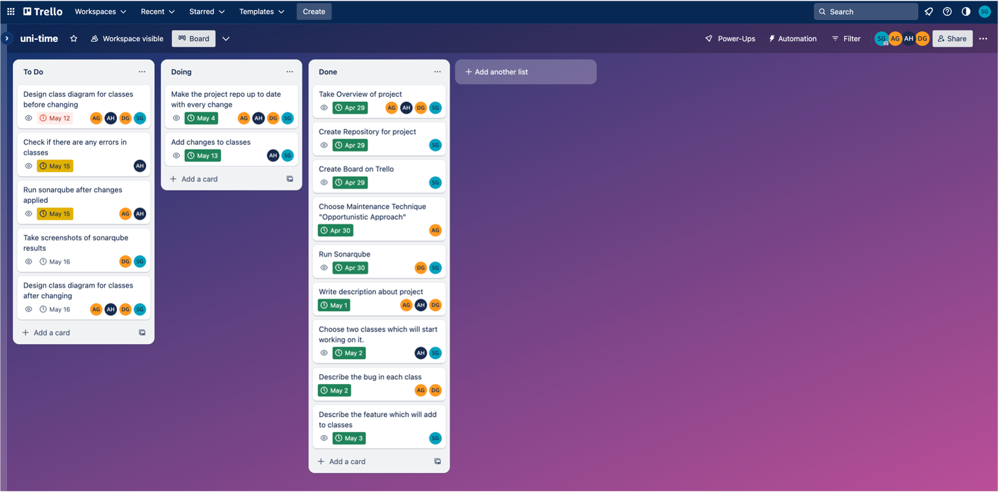 Trello Workspaces Recent Starred Templates Create Search SG
uni-time Workspace visible Board Power-Ups Automation Filter SG AG AH DG Share
To Do
Design class diagram for classes
before changing
May 12 AG AH DG SG
Check if there are any errors in
classes
May 15 AH
Run sonarqube after changes
applied
May 15 AG AH
Take screenshots of sonarqube
results
May 16 DG SG
Design class diagram for classes
after changing
May 16 AG AH DG SG
Add a card
Doing
Make the project repo up to date
with every change
May 4 AG AH DG SG
Add changes to classes
May 13 AH SG
Add a card
Done
Take Overview of project
Apr 29 AG AH DG SG
Create Repository for project
Apr 29 SG
Create Board on Trello
Apr 29 SG
Choose Maintenance Technique
"Opportunistic Approach"
Apr 30 AG
Run Sonarqube
Apr 30 DG SG
Write description about project
May 1 AG AH DG
Choose two classes which will start
working on it.
May 2 AH SG
Describe the bug in each class
May 2 AG DG
Describe the feature which will add
to classes
May 3 SG
Add a card
Add another list